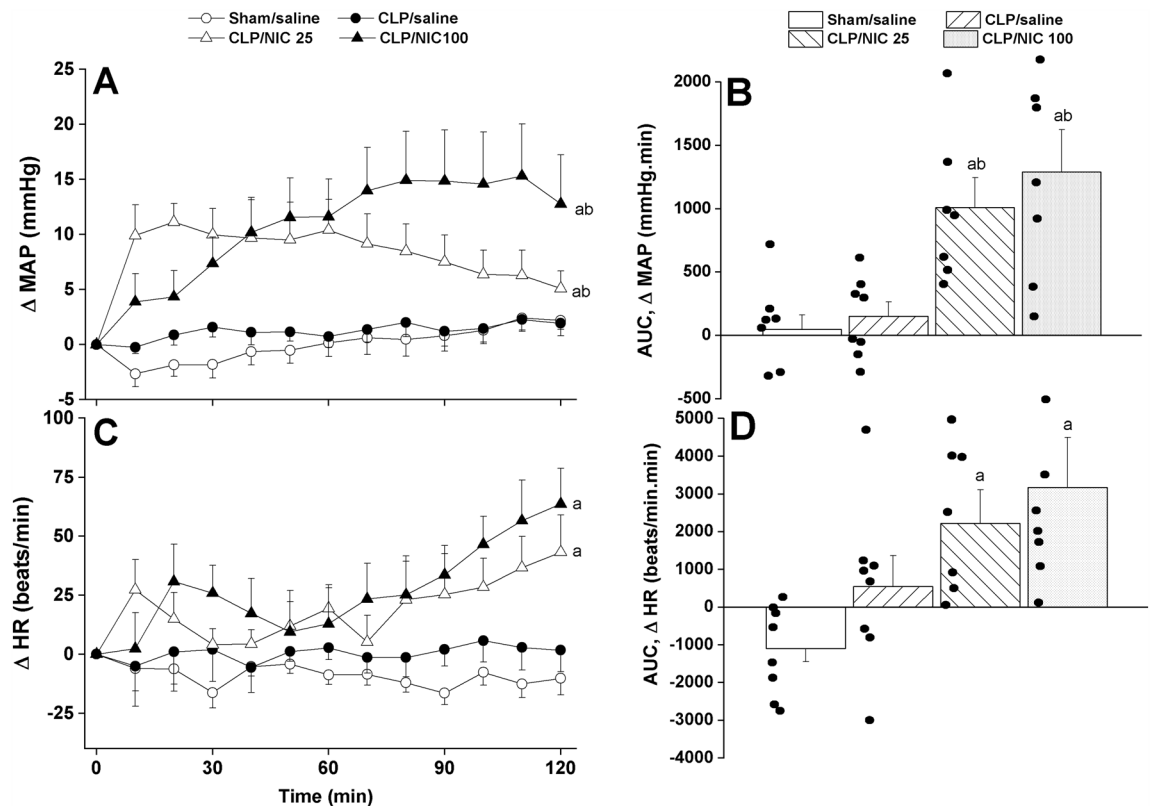 Sham/saline CLP/saline
CLP/NIC 25 CLP/NIC100
A
25
20
15
10
5
0
-5
Δ MAP (mmHg)
ab
ab
Sham/saline CLP/saline
CLP/NIC 25 CLP/NIC 100
B
2000
1500
1000
500
0
-500
AUC, Δ MAP (mmHg.min)
ab
ab
C
100
75
50
25
0
-25
Δ HR (beats/min)
a
a
0 30 60 90 120
Time (min)
D
5000
4000
3000
2000
1000
0
-1000
-2000
-3000
-4000
AUC, Δ HR (beats/min.min)
a
a